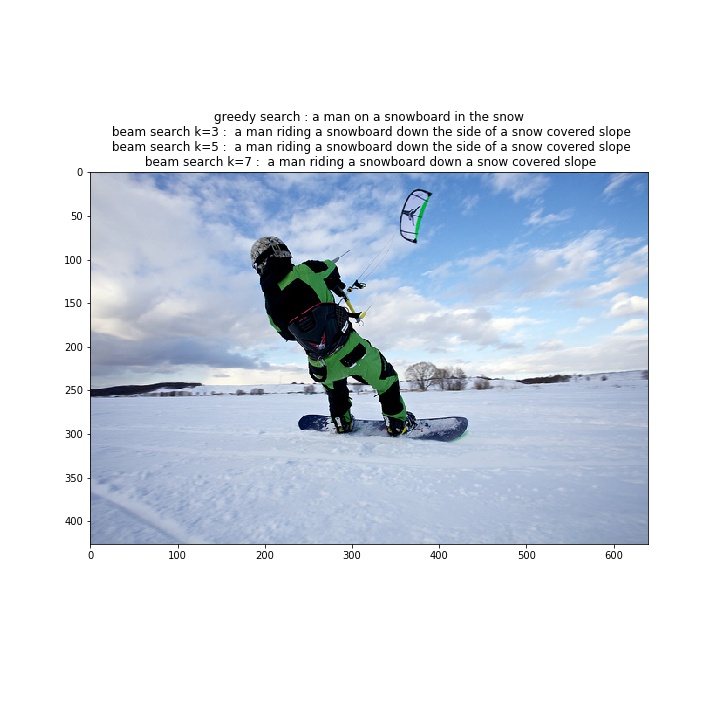 greedy search : a man on a snowboard in the snow
beam search k=3 :  a man riding a snowboard down the side of a snow covered slope
beam search k=5 :  a man riding a snowboard down the side of a snow covered slope
beam search k=7 :  a man riding a snowboard down a snow covered slope
0
50
100
150
200
250
300
350
400
0 100 200 300 400 500 600